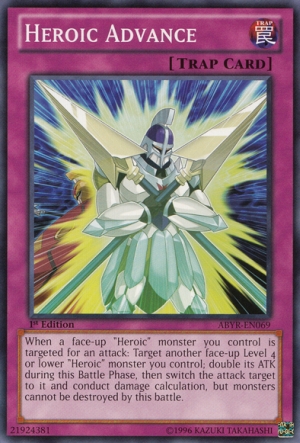 HEROIC ADVANCE
TRAP
罠
[TRAP CARD]
1st Edition
ABYR-EN069
When a face-up "Heroic" monster you control is
targeted for an attack: Target another face-up Level 4
or lower "Heroic" monster you control; double its ATK
during this Battle Phase, then switch the attack target
to it and conduct damage calculation, but monsters
cannot be destroyed by this battle.
21924381
©1996 KAZUKI TAKAHASHI